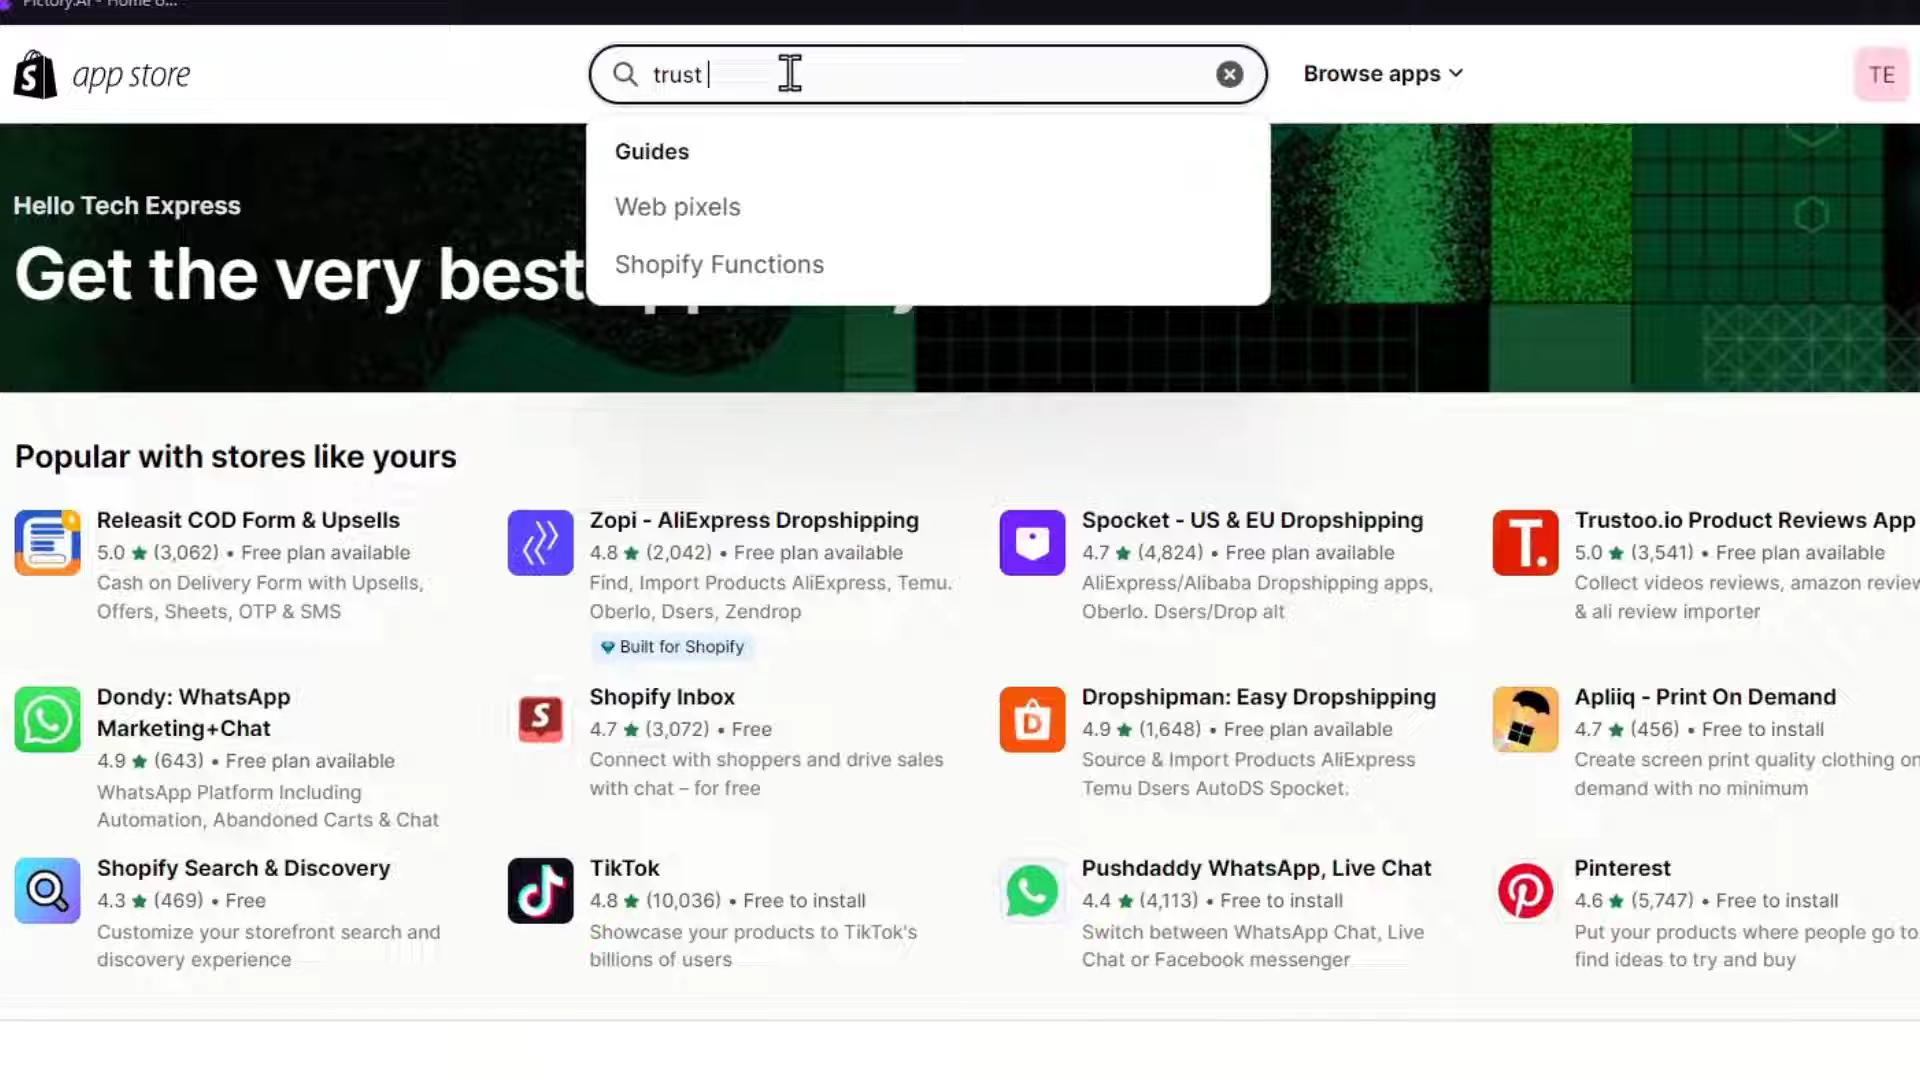 Pictory.AI - Home o...
app store
trust
Browse apps
TE
Guides
Web pixels
Shopify Functions
Hello Tech Express
Get the very best
Popular with stores like yours
Releasit COD Form & Upsells
5.0 ★ (3,062) • Free plan available
Cash on Delivery Form with Upsells,
Offers, Sheets, OTP & SMS
Zopi - AliExpress Dropshipping
4.8 ★ (2,042) • Free plan available
Find, Import Products AliExpress, Temu.
Oberlo, Dsers, Zendrop
Built for Shopify
Spocket - US & EU Dropshipping
4.7 ★ (4,824) • Free plan available
AliExpress/Alibaba Dropshipping apps,
Oberlo. Dsers/Drop alt
T.
Trustoo.io Product Reviews App
5.0 ★ (3,541) • Free plan available
Collect videos reviews, amazon review
& ali review importer
Dondy: WhatsApp
Marketing+Chat
4.9 ★ (643) • Free plan available
WhatsApp Platform Including
Automation, Abandoned Carts & Chat
Shopify Inbox
4.7 ★ (3,072) • Free
Connect with shoppers and drive sales
with chat – for free
D
Dropshipman: Easy Dropshipping
4.9 ★ (1,648) • Free plan available
Source & Import Products AliExpress
Temu Dsers AutoDS Spocket.
Apliiq - Print On Demand
4.7 ★ (456) • Free to install
Create screen print quality clothing on
demand with no minimum
Shopify Search & Discovery
4.3 ★ (469) • Free
Customize your storefront search and
discovery experience
TikTok
4.8 ★ (10,036) • Free to install
Showcase your products to TikTok's
billions of users
Pushdaddy WhatsApp, Live Chat
4.4 ★ (4,113) • Free to install
Switch between WhatsApp Chat, Live
Chat or Facebook messenger
Pinterest
4.6 ★ (5,747) • Free to install
Put your products where people go to
find ideas to try and buy